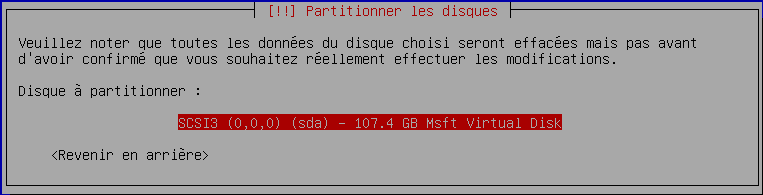 [!!] Partitionner les disques
Veuillez noter que toutes les données du disque choisi seront effacées mais pas avant
d'avoir confirmé que vous souhaitez réellement effectuer les modifications.
Disque à partitionner :
SCSI3 (0,0,0) (sda) - 107.4 GB Msft Virtual Disk
<Revenir en arrière>